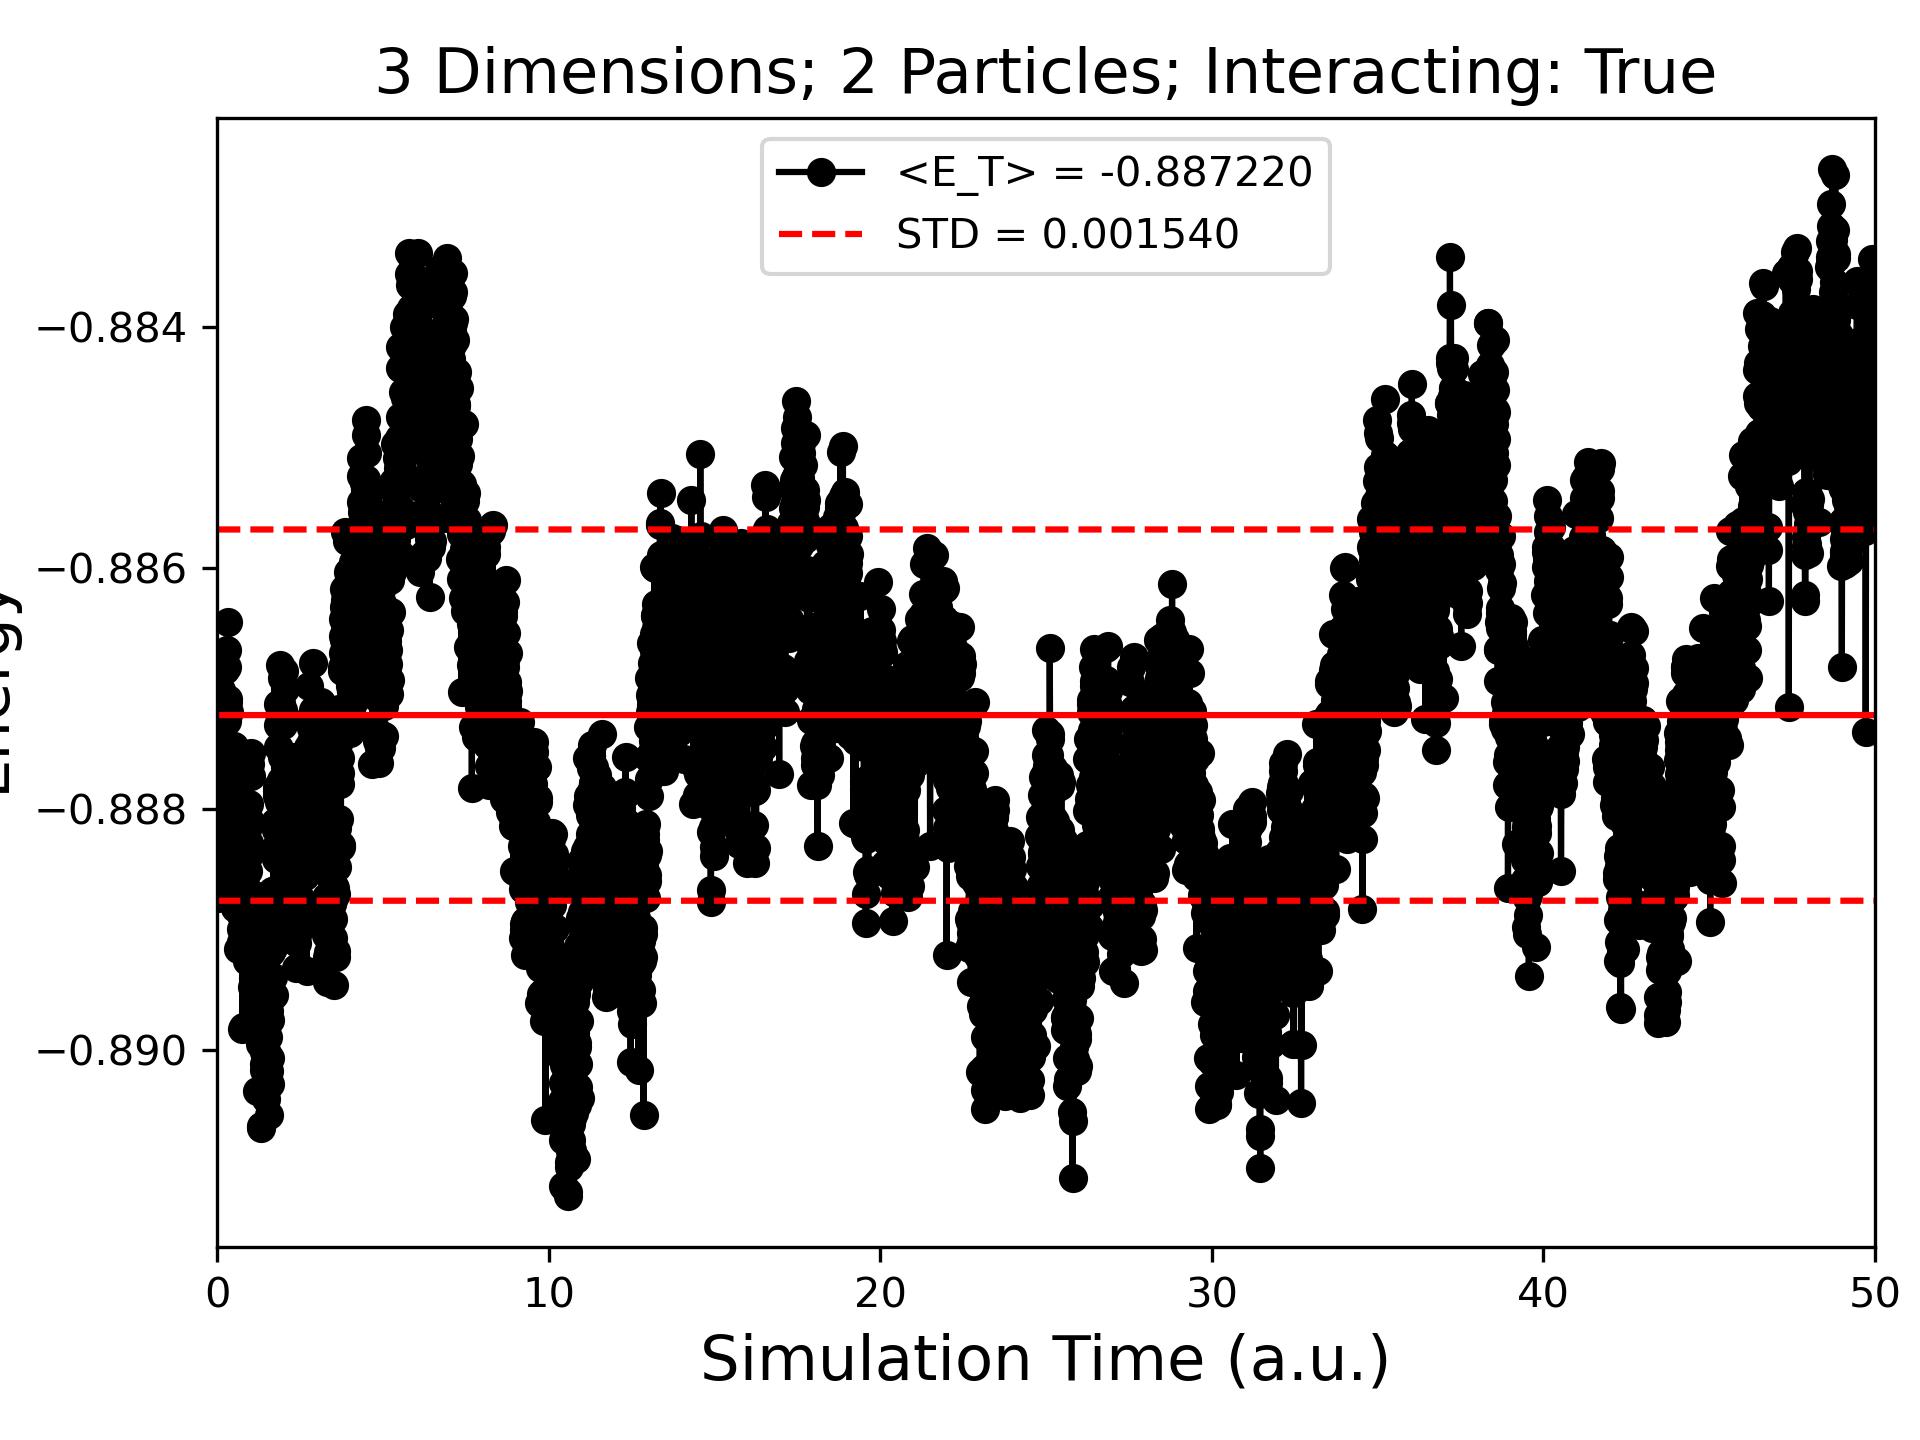 3 Dimensions; 2 Particles; Interacting: True
<E_T> = -0.887220
STD = 0.001540
−0.884
−0.886
−0.888
−0.890
Energy
0 10 20 30 40 50
Simulation Time (a.u.)